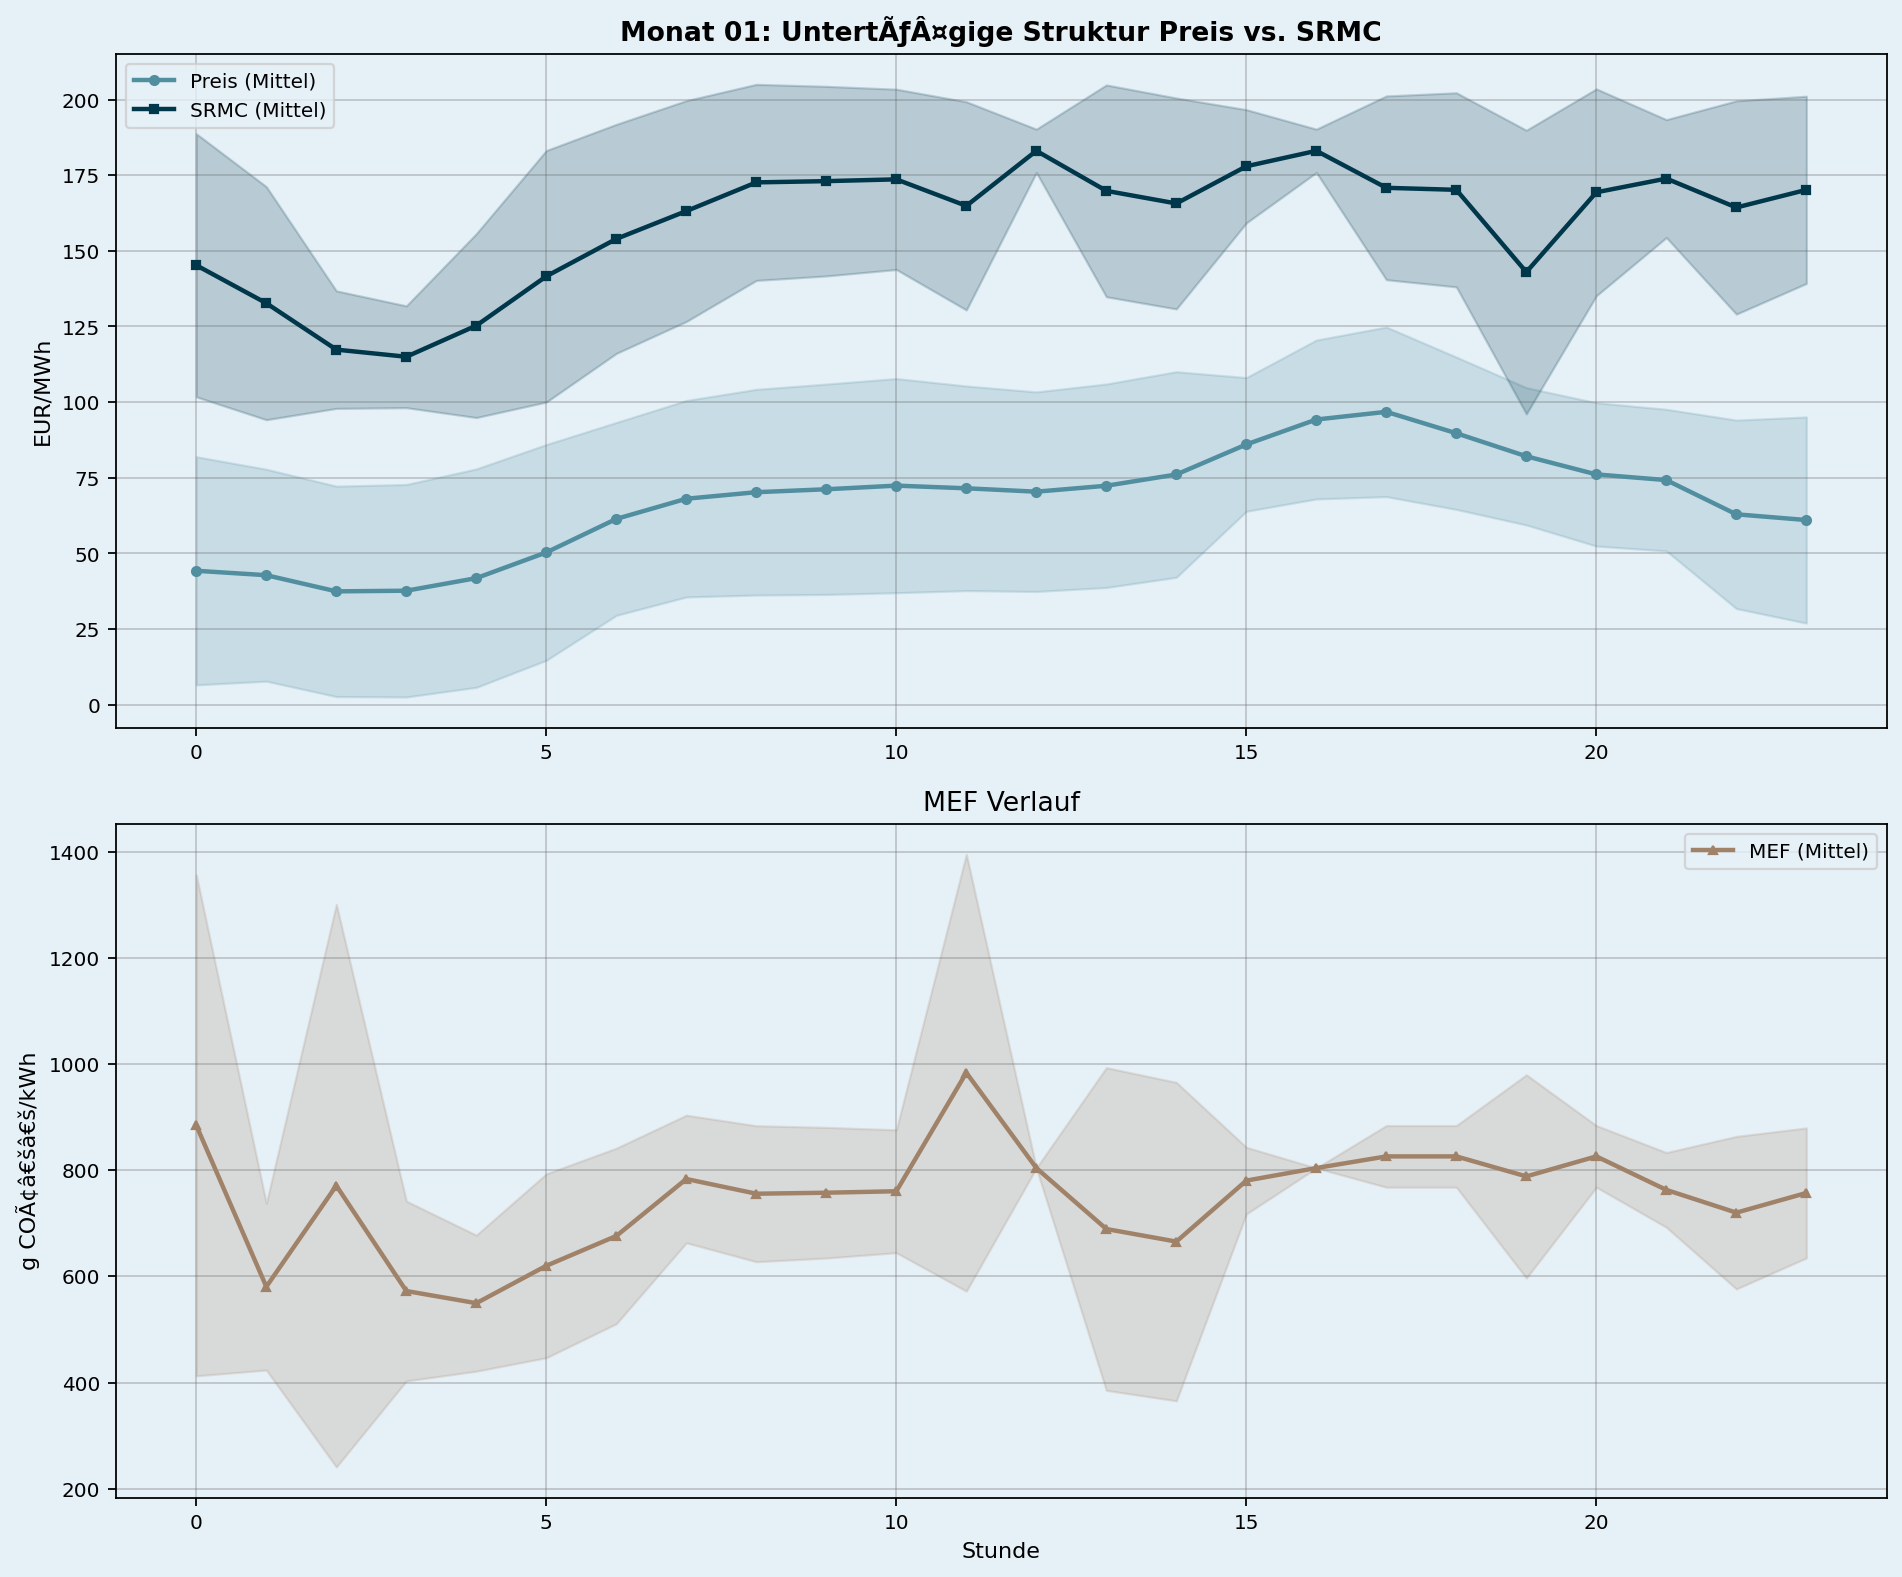 Monat 01: UntertÃƒÂ¤gige Struktur Preis vs. SRMC
Preis (Mittel)
SRMC (Mittel)
EUR/MWh
200
175
150
125
100
75
50
25
0
0 5 10 15 20
MEF Verlauf
MEF (Mittel)
g COÃ¢â€šâ€š/kWh
1400
1200
1000
800
600
400
200
0 5 10 15 20
Stunde